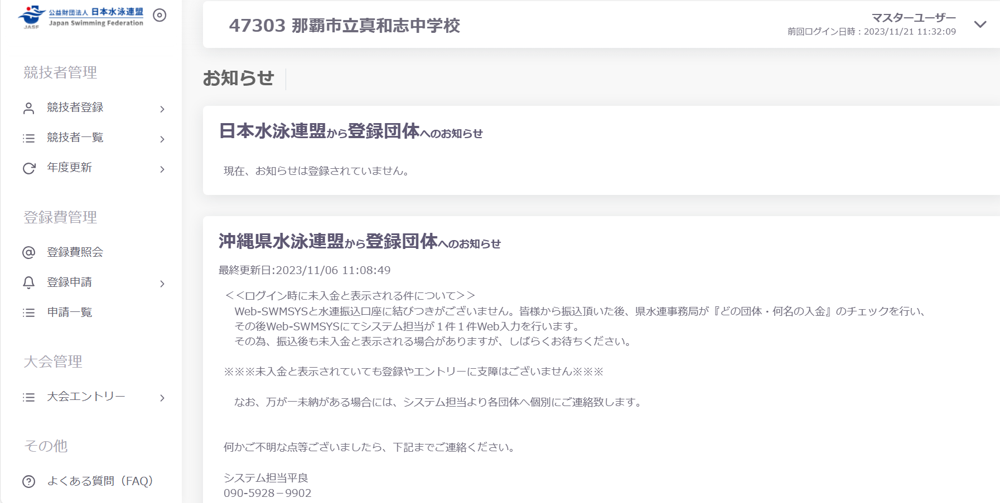 公益財団法人 日本水泳連盟
Japan Swimming Federation
JASF
競技者管理
競技者登録
競技者一覧
年度更新
登録費管理
登録費照会
登録申請
申請一覧
大会管理
大会エントリー
その他
よくある質問（FAQ）
47303 那覇市立真和志中学校
マスターユーザー
前回ログイン日時：2023/11/21 11:32:09
お知らせ
日本水泳連盟から登録団体へのお知らせ
現在、お知らせは登録されていません。
沖縄県水泳連盟から登録団体へのお知らせ
最終更新日:2023/11/06 11:08:49
＜＜ログイン時に未入金と表示される件について＞＞
Web-SWMSYSと水連振込口座に結びつきがございません。皆様から振込頂いた後、県水連事務局が『どの団体・何名の入金』のチェックを行い、
その後Web-SWMSYSにてシステム担当が１件１件Web入力を行います。
その為、振込後も未入金と表示される場合がありますが、しばらくお待ちください。
※※※未入金と表示されていても登録やエントリーに支障はございません※※※
なお、万が一未納がある場合には、システム担当より各団体へ個別にご連絡致します。
何かご不明な点等ございましたら、下記までご連絡ください。
システム担当平良
090-5928－9902